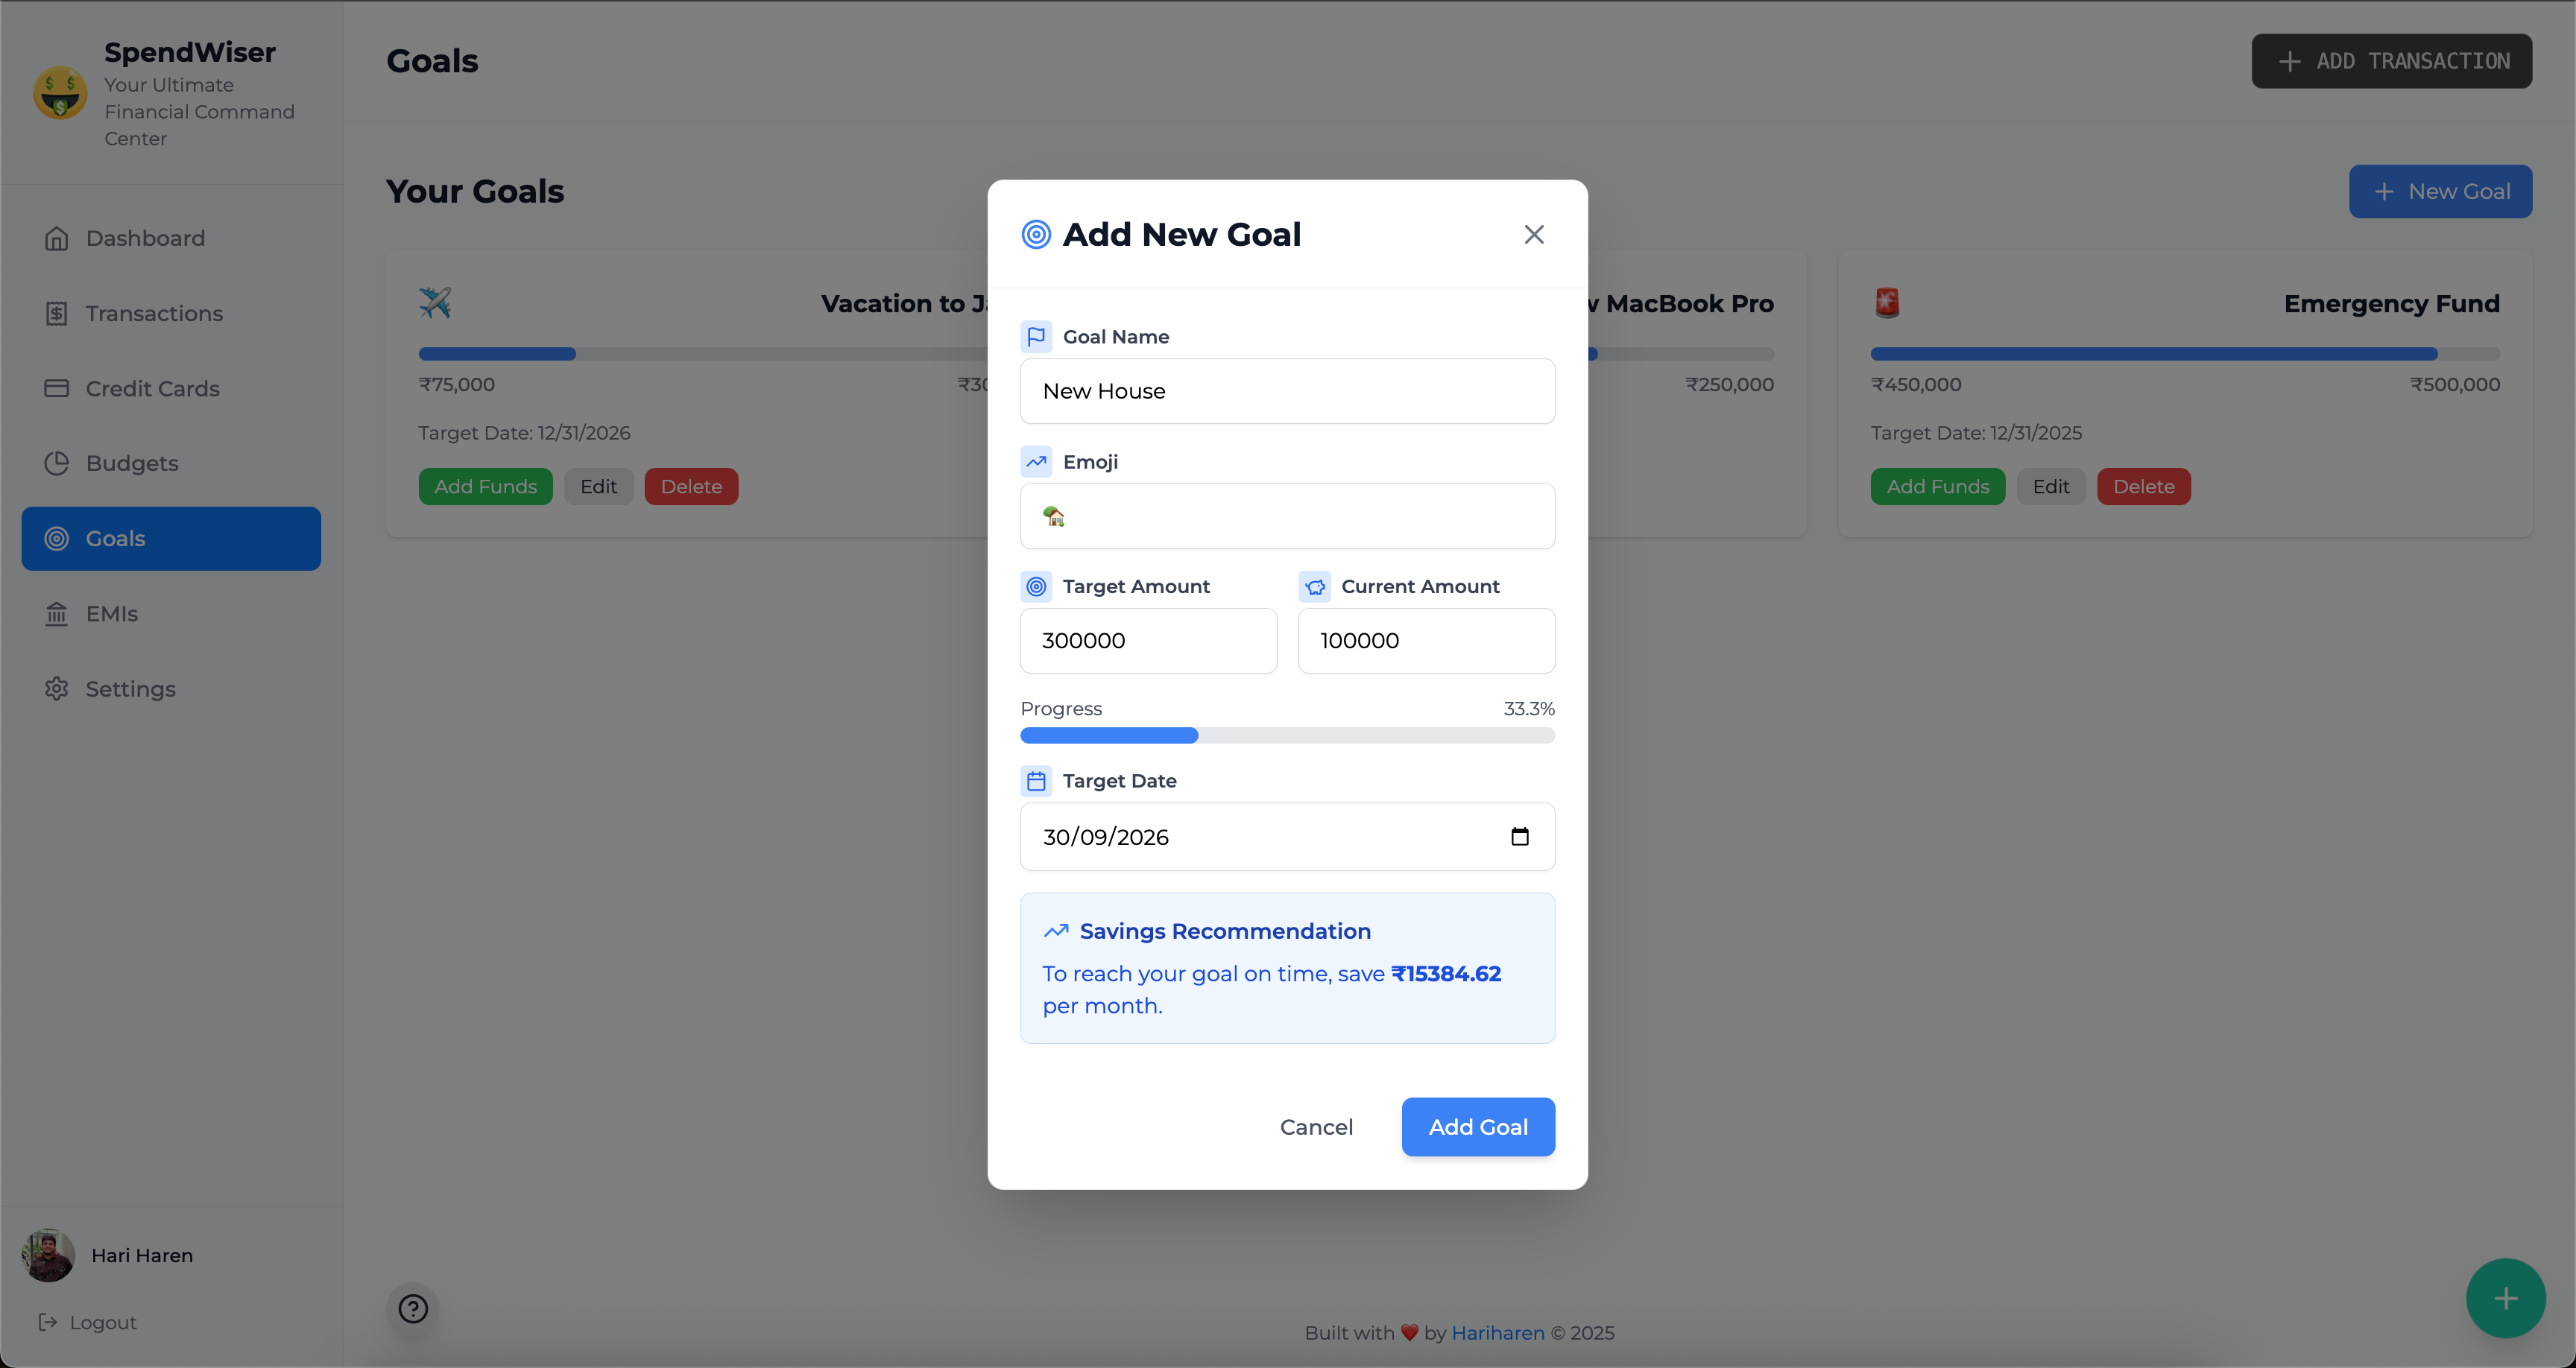 SpendWiser
Your Ultimate
Financial Command
Center
Dashboard
Transactions
Credit Cards
Budgets
Goals
EMIs
Settings
Hari Haren
Logout
Goals
ADD TRANSACTION
Your Goals
New Goal
Vacation to
₹75,000
Target Date: 12/31/2026
Add Funds Edit Delete
MacBook Pro
₹250,000
Emergency Fund
₹450,000 ₹500,000
Target Date: 12/31/2025
Add Funds Edit Delete
Add New Goal
Goal Name
New House
Emoji
Target Amount Current Amount
300000 100000
Progress 33.3%
Target Date
30/09/2026
Savings Recommendation
To reach your goal on time, save ₹15384.62
per month.
Cancel Add Goal
Built with ❤️ by Hariharen © 2025